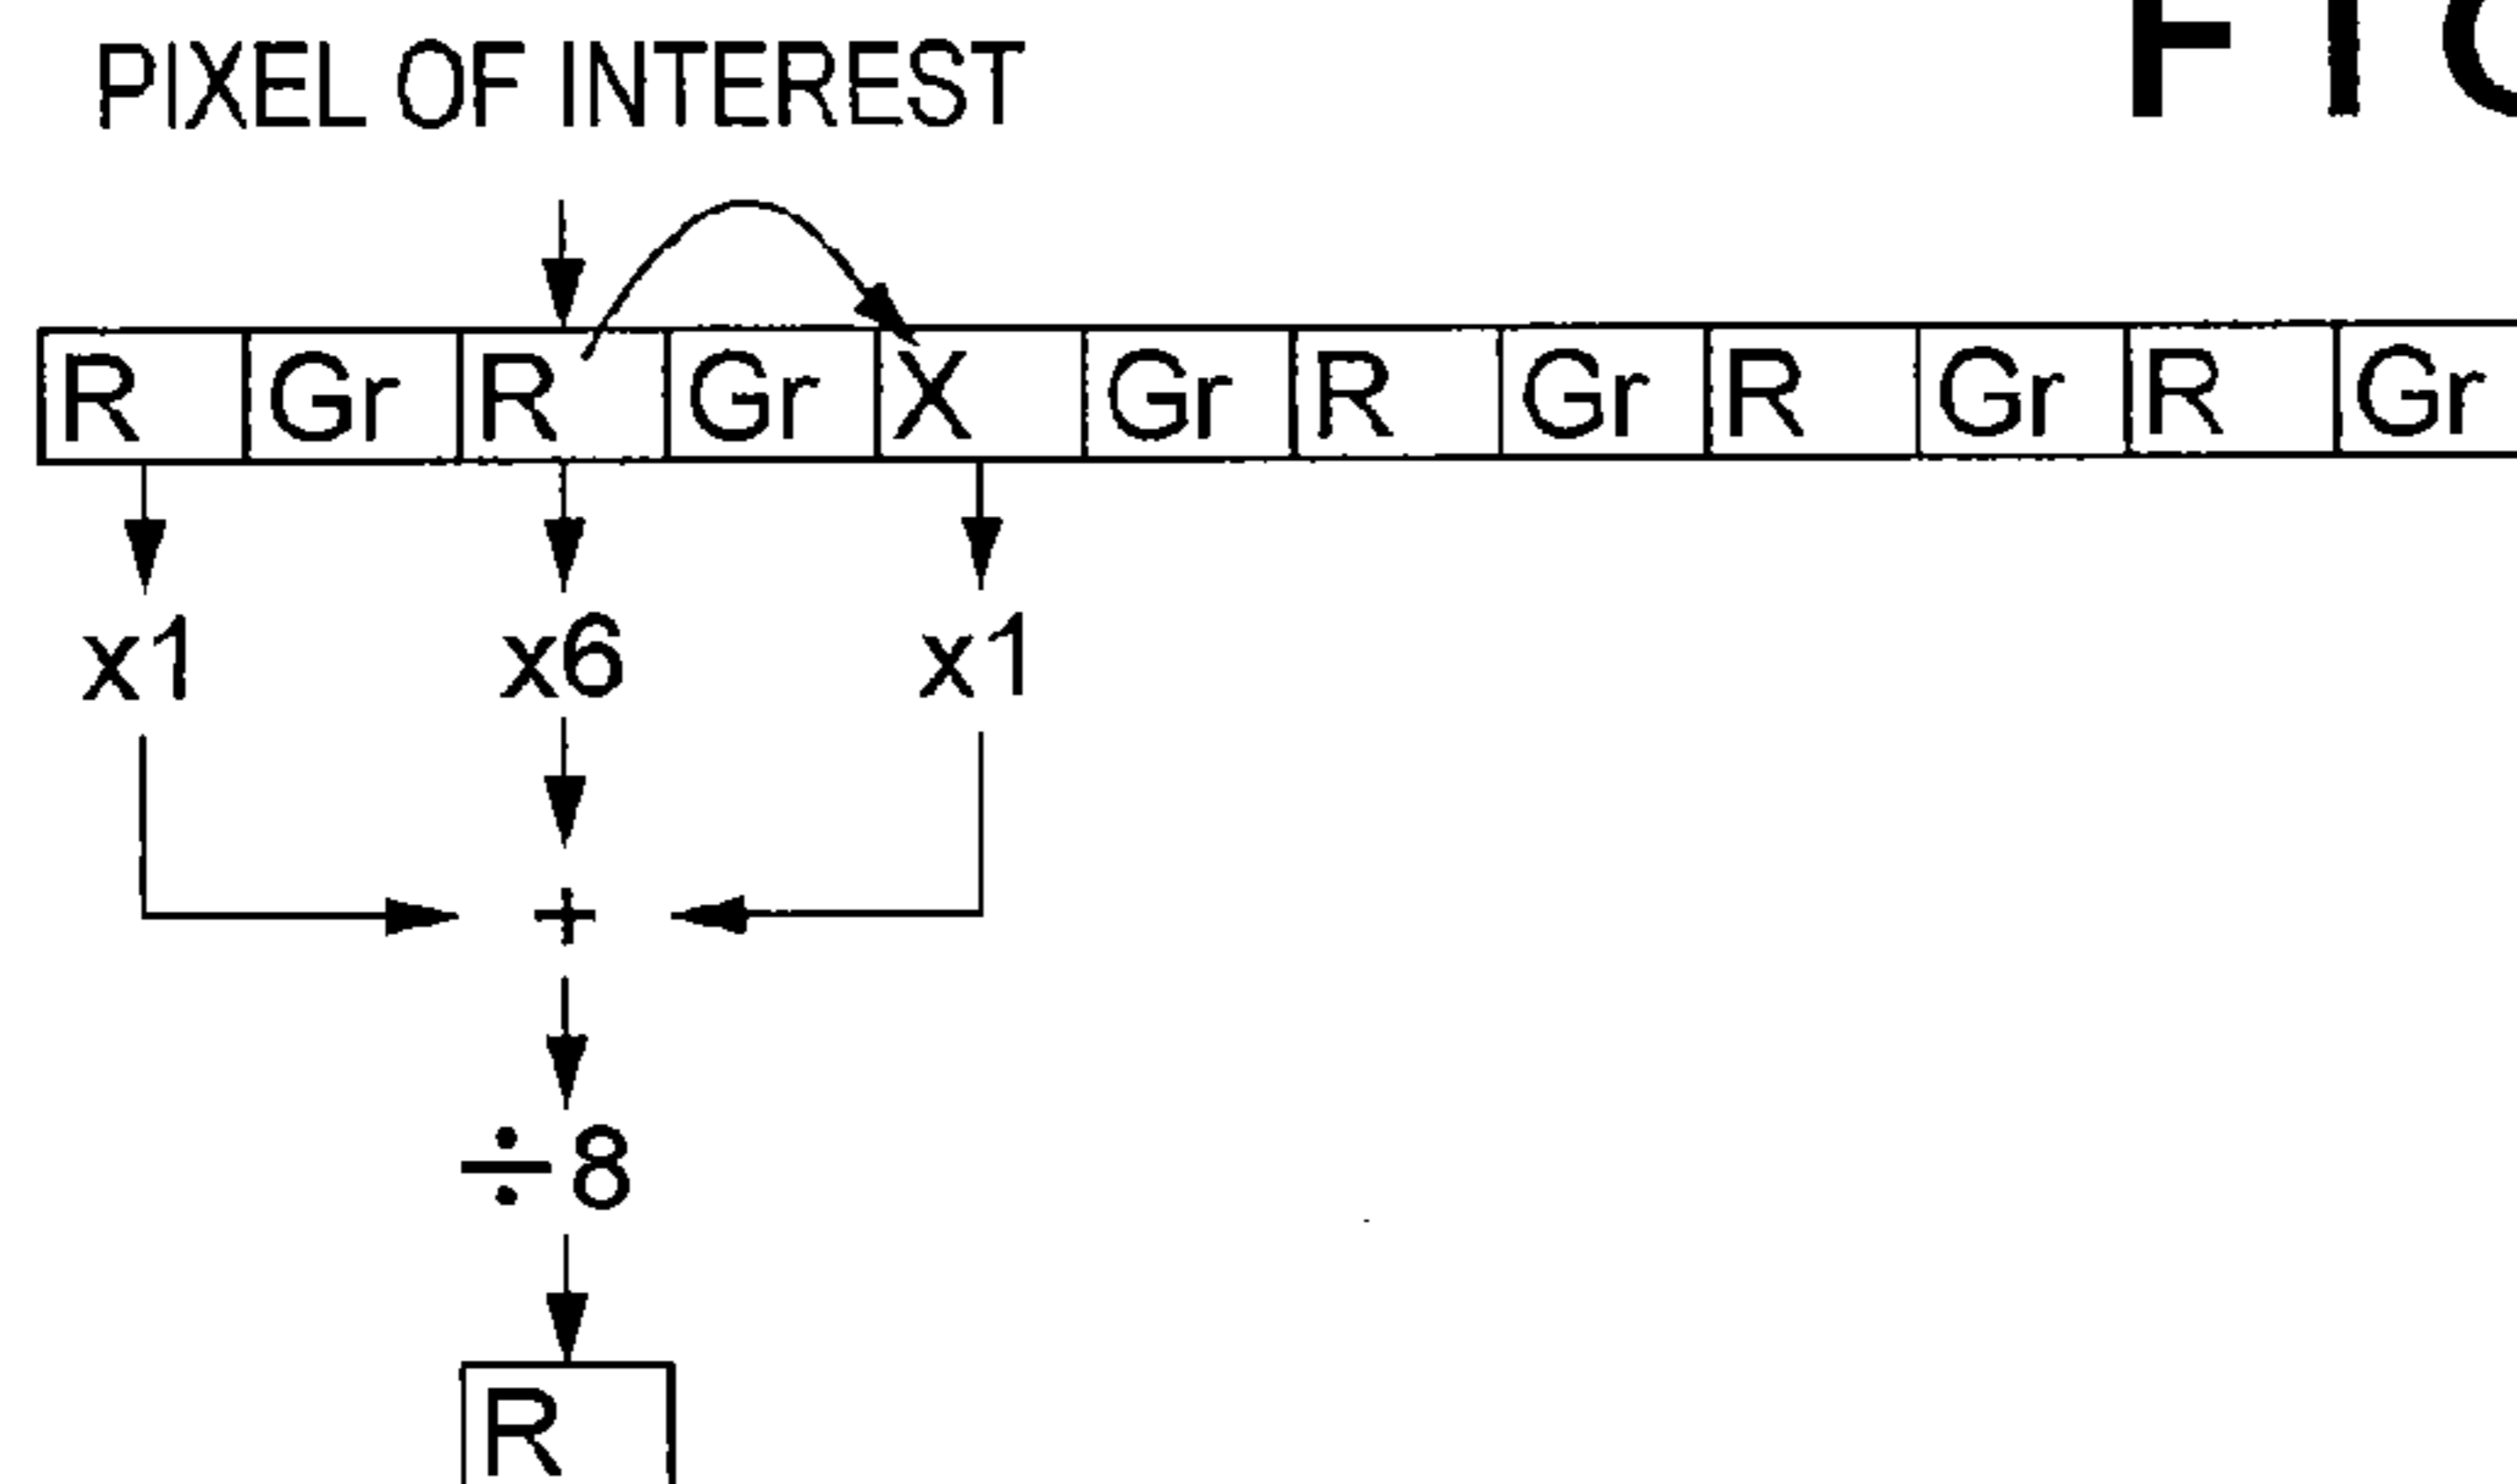 PIXEL OF INTEREST
R Gr R Gr X Gr R Gr R Gr R Gr
x1 x6 x1
+
÷8
R